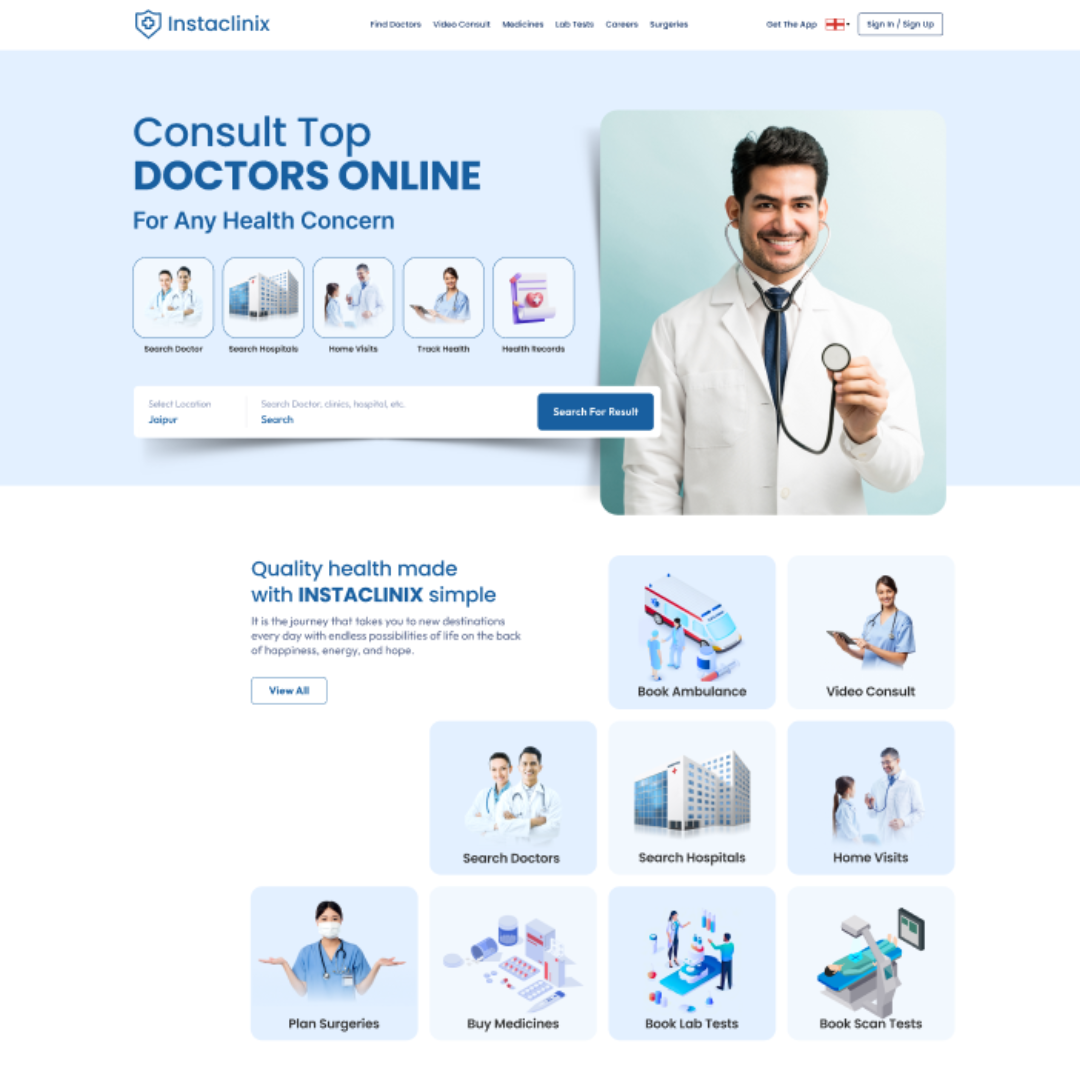 Instaclinix
Find Doctors Video Consult Medicines Lab Tests Careers Surgeries
Get The App Sign In / Sign Up
Consult Top
DOCTORS ONLINE
For Any Health Concern
Search Doctor Search Hospitals Home Visits Track Health Health Records
Select Location
Jaipur
Search Doctor, clinics, hospital, etc.
Search
Search For Result
Quality health made
with INSTACLINIX simple
It is the journey that takes you to new destinations
every day with endless possibilities of life on the back
of happiness, energy, and hope.
View All
Book Ambulance
Video Consult
Search Doctors
Search Hospitals
Home Visits
Plan Surgeries
Buy Medicines
Book Lab Tests
Book Scan Tests